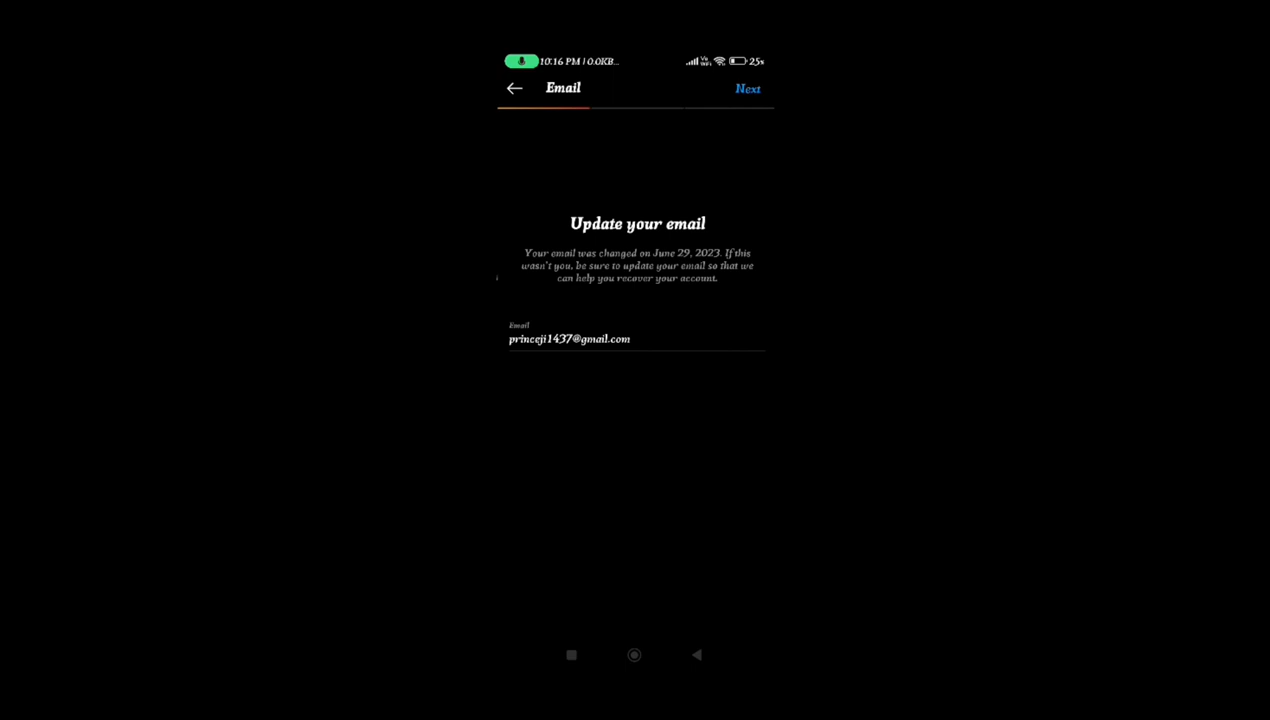 10:16 PM | 0.0KB...
Vo
WiFi
25%
Email
Next
Update your email
Your email was changed on June 29, 2023. If this
wasn't you, be sure to update your email so that we
can help you recover your account.
Email
princeji1437@gmail.com